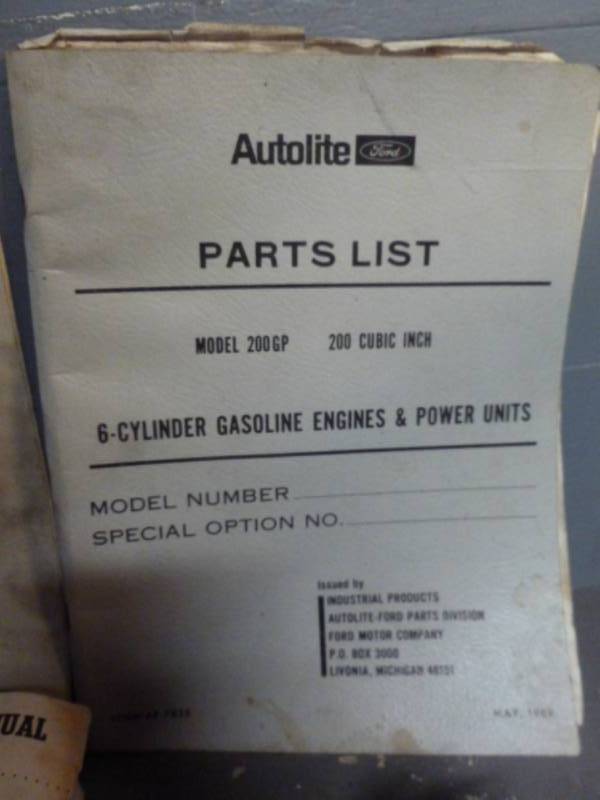 Autolite Ford
PARTS LIST
MODEL 200GP 200 CUBIC INCH
6-CYLINDER GASOLINE ENGINES & POWER UNITS
MODEL NUMBER
SPECIAL OPTION NO.
Issued by
INDUSTRIAL PRODUCTS
AUTOLITE-FORD PARTS DIVISION
FORD MOTOR COMPANY
P.O. BOX 3000
LIVONIA, MICHIGAN 48151
MAY,
UAL